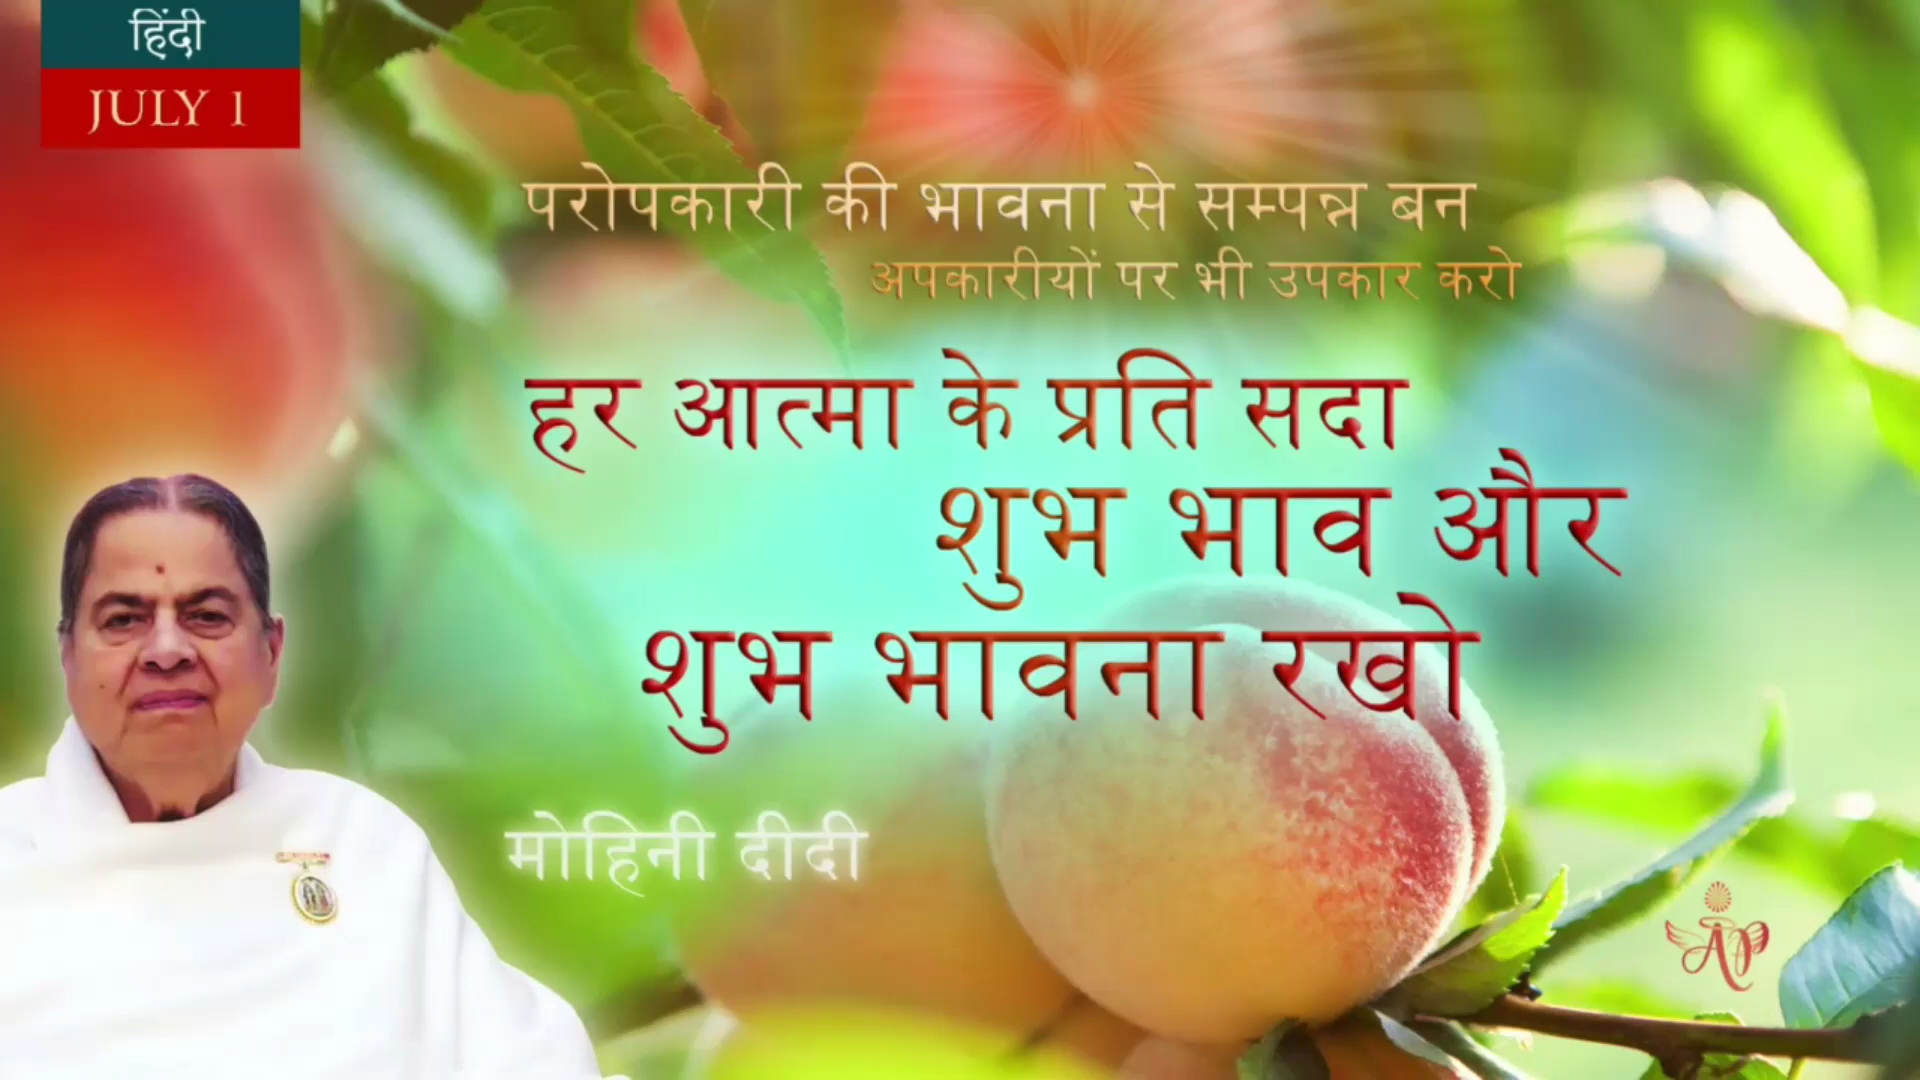 हिंदी
JULY 1
परोपकारी की भावना से सम्पन्न बन
अपकारीयों पर भी उपकार करो
हर आत्मा के प्रति सदा
शुभ भाव और
शुभ भावना रखो
मोहिनी दीदी
AP